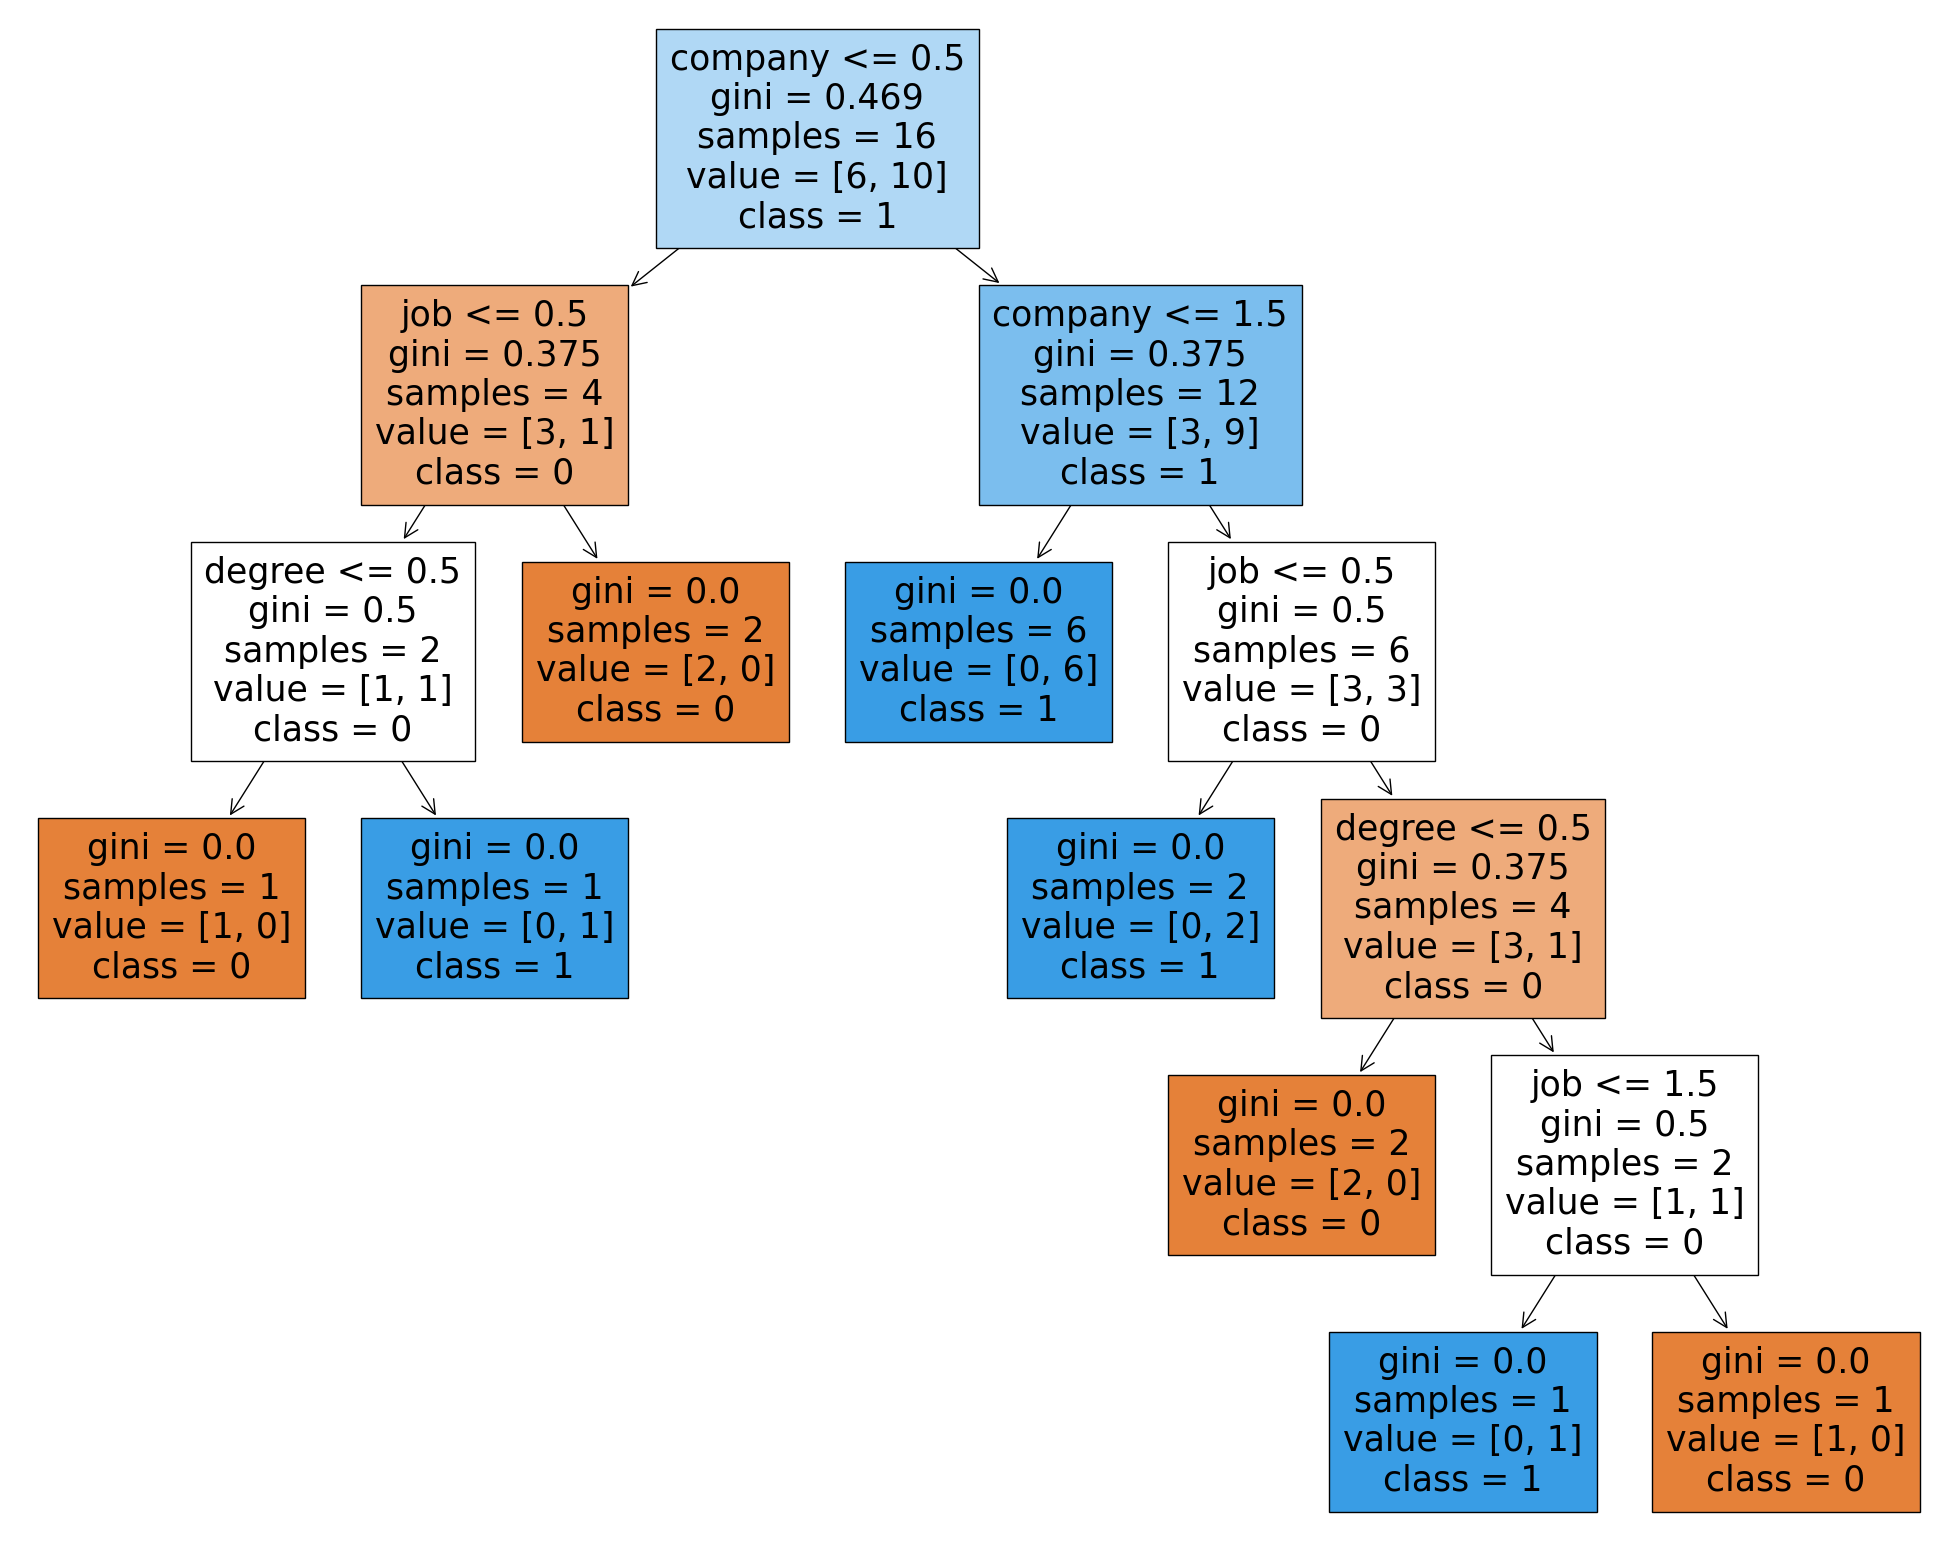 company <= 0.5
gini = 0.469
samples = 16
value = [6, 10]
class = 1
job <= 0.5
gini = 0.375
samples = 4
value = [3, 1]
class = 0
company <= 1.5
gini = 0.375
samples = 12
value = [3, 9]
class = 1
degree <= 0.5
gini = 0.5
samples = 2
value = [1, 1]
class = 0
gini = 0.0
samples = 2
value = [2, 0]
class = 0
gini = 0.0
samples = 6
value = [0, 6]
class = 1
job <= 0.5
gini = 0.5
samples = 6
value = [3, 3]
class = 0
gini = 0.0
samples = 1
value = [1, 0]
class = 0
gini = 0.0
samples = 1
value = [0, 1]
class = 1
gini = 0.0
samples = 2
value = [0, 2]
class = 1
degree <= 0.5
gini = 0.375
samples = 4
value = [3, 1]
class = 0
gini = 0.0
samples = 2
value = [2, 0]
class = 0
job <= 1.5
gini = 0.5
samples = 2
value = [1, 1]
class = 0
gini = 0.0
samples = 1
value = [0, 1]
class = 1
gini = 0.0
samples = 1
value = [1, 0]
class = 0